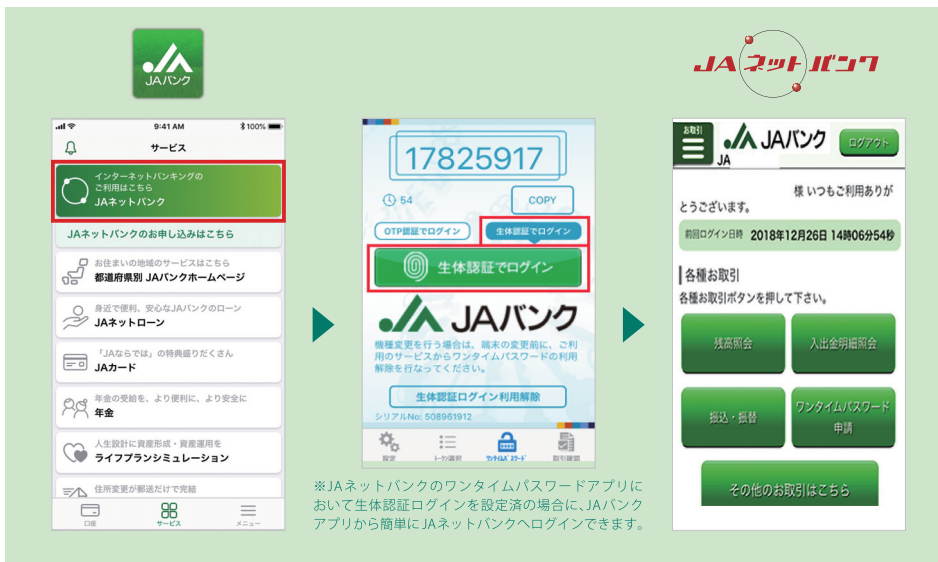 JAバンク
JAネットバンク
9:41 AM
100%
サービス
インターネットバンキングの
ご利用はこちら
JAネットバンク
JAネットバンクのお申し込みはこちら
お住まいの地域のサービスはこちら
都道府県別 JAバンクホームページ
身近で便利、安心なJAバンクのローン
JAネットローン
「JAならでは」の特典盛りだくさん
JAカード
年金の受給を、より便利に、より安全に
年金
人生設計に資産形成・資産運用を
ライフプランシミュレーション
住所変更が郵送だけで完結
口座
サービス
メニュー
17825917
54
COPY
OTP認証でログイン
生体認証でログイン
生体認証でログイン
JAバンク
機種変更を行う場合は、端末の変更前に、ご利
用のサービスからワンタイムパスワードの利用
解除を行なってください。
生体認証ログイン利用解除
シリアルNo: 508961912
設定
トークン選択
ワンタイムパスワード
取引確認
※JAネットバンクのワンタイムパスワードアプリに
おいて生体認証ログインを設定済の場合に、JAバンク
アプリから簡単にJAネットバンクへログインできます。
お取引
JAバンク
JA
ログアウト
様 いつもご利用ありが
とうございます。
前回ログイン日時 2018年12月26日 14時06分54秒
各種お取引
各種お取引ボタンを押して下さい。
残高照会
入出金明細照会
振込・振替
ワンタイムパスワード
申請
その他のお取引はこちら